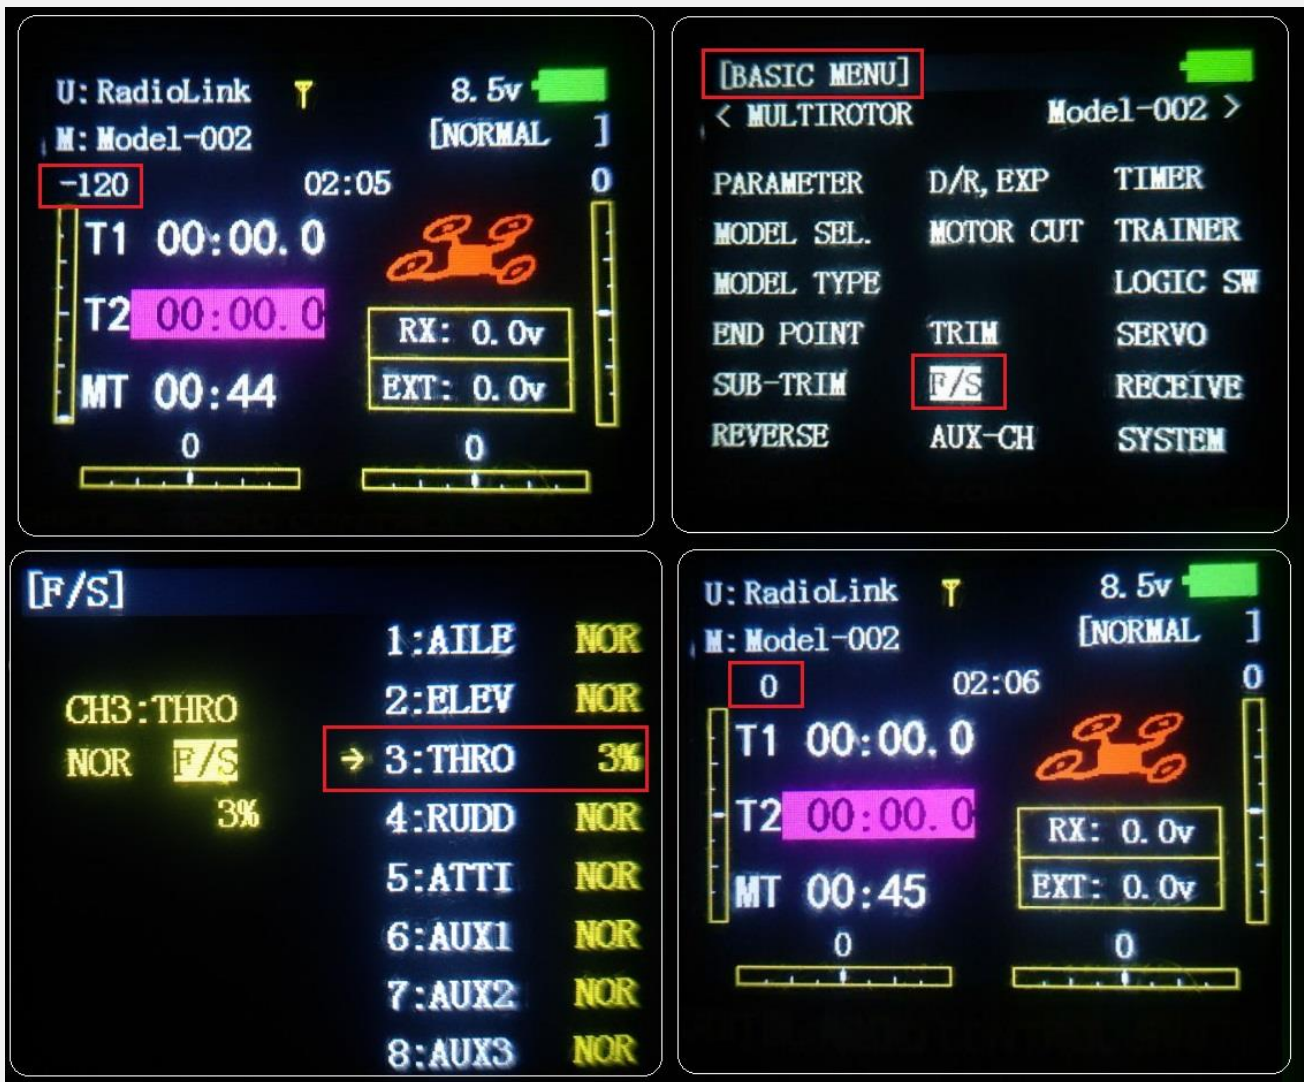 U:RadioLink 8.5v
M:Model-002 [NORMAL ]
-120 02:05 0
T1 00:00.0
T2 00:00.0
RX: 0.0v
MT 00:44
EXT: 0.0v
0 0
[BASIC MENU]
< MULTIROTOR Model-002 >
PARAMETER D/R,EXP TIMER
MODEL SEL. MOTOR CUT TRAINER
MODEL TYPE LOGIC SW
END POINT TRIM SERVO
SUB-TRIM F/S RECEIVE
REVERSE AUX-CH SYSTEM
[F/S]
CH3:THRO
NOR F/S
3%
1:AILE NOR
2:ELEV NOR
→ 3:THRO 3%
4:RUDD NOR
5:ATTI NOR
6:AUX1 NOR
7:AUX2 NOR
8:AUX3 NOR
U:RadioLink 8.5v
M:Model-002 [NORMAL ]
0 02:06 0
T1 00:00.0
T2 00:00.0
RX: 0.0v
MT 00:45
EXT: 0.0v
0 0